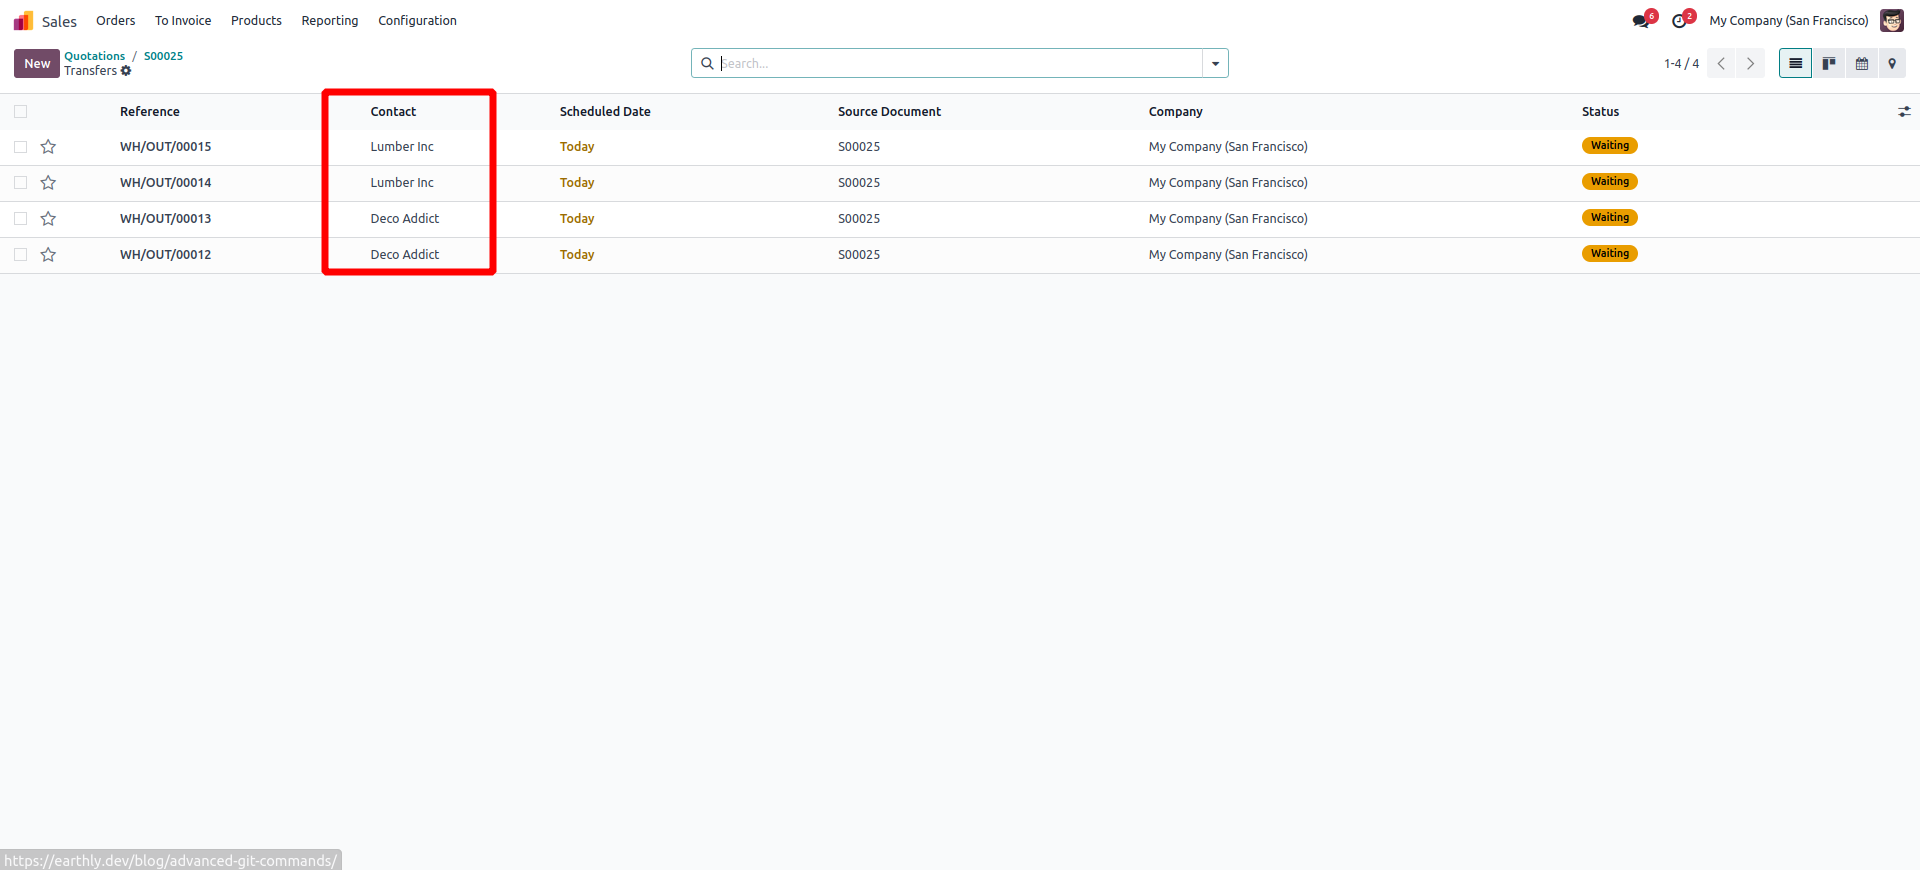 Sales Orders To Invoice Products Reporting Configuration 6 2 My Company (San Francisco)
New Quotations / S00025 Search... 1-4 / 4
Transfers
Reference Contact Scheduled Date Source Document Company Status
WH/OUT/00015 Lumber Inc Today S00025 My Company (San Francisco) Waiting
WH/OUT/00014 Lumber Inc Today S00025 My Company (San Francisco) Waiting
WH/OUT/00013 Deco Addict Today S00025 My Company (San Francisco) Waiting
WH/OUT/00012 Deco Addict Today S00025 My Company (San Francisco) Waiting
https://earthly.dev/blog/advanced-git-commands/